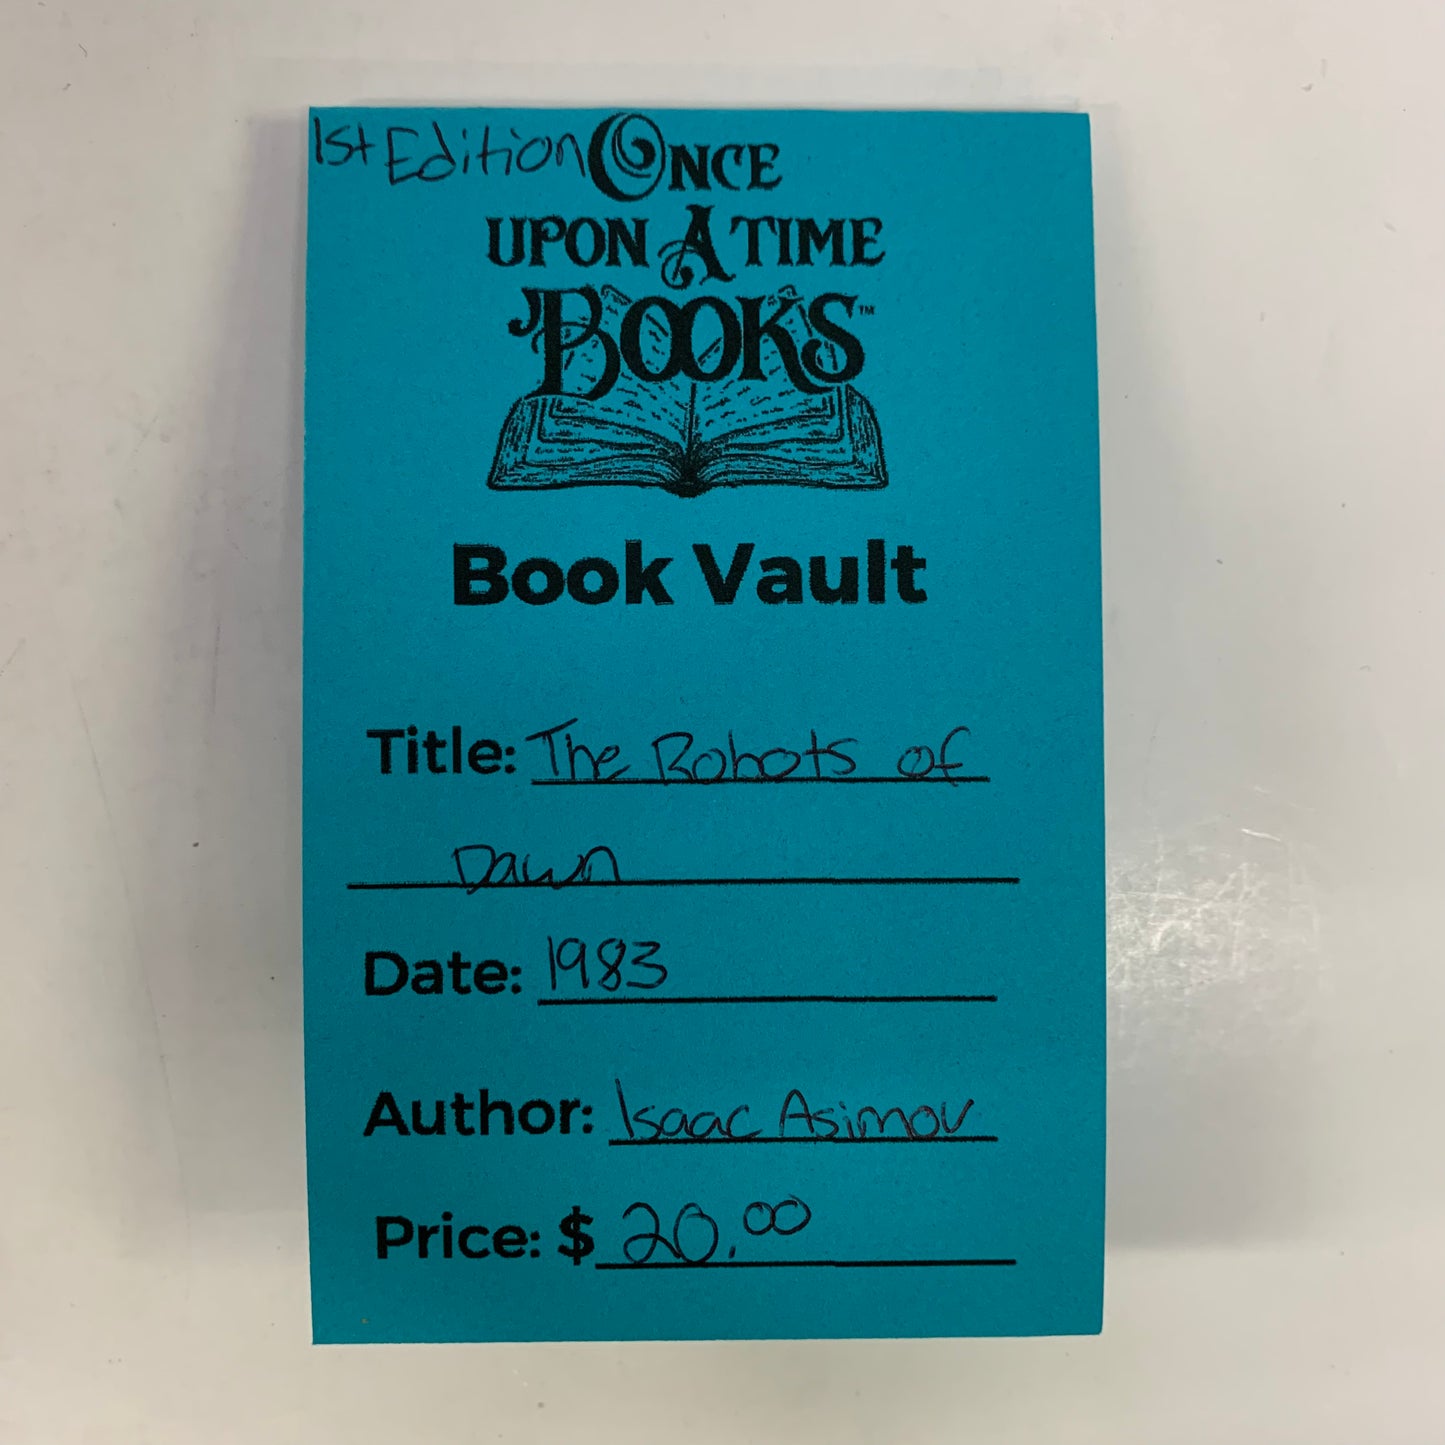 1st Edition
ONCE
UPON A TIME
BOOKS™
Book Vault
Title: The Robots of
Dawn
Date: 1983
Author: Isaac Asimov
Price: $ 20.00